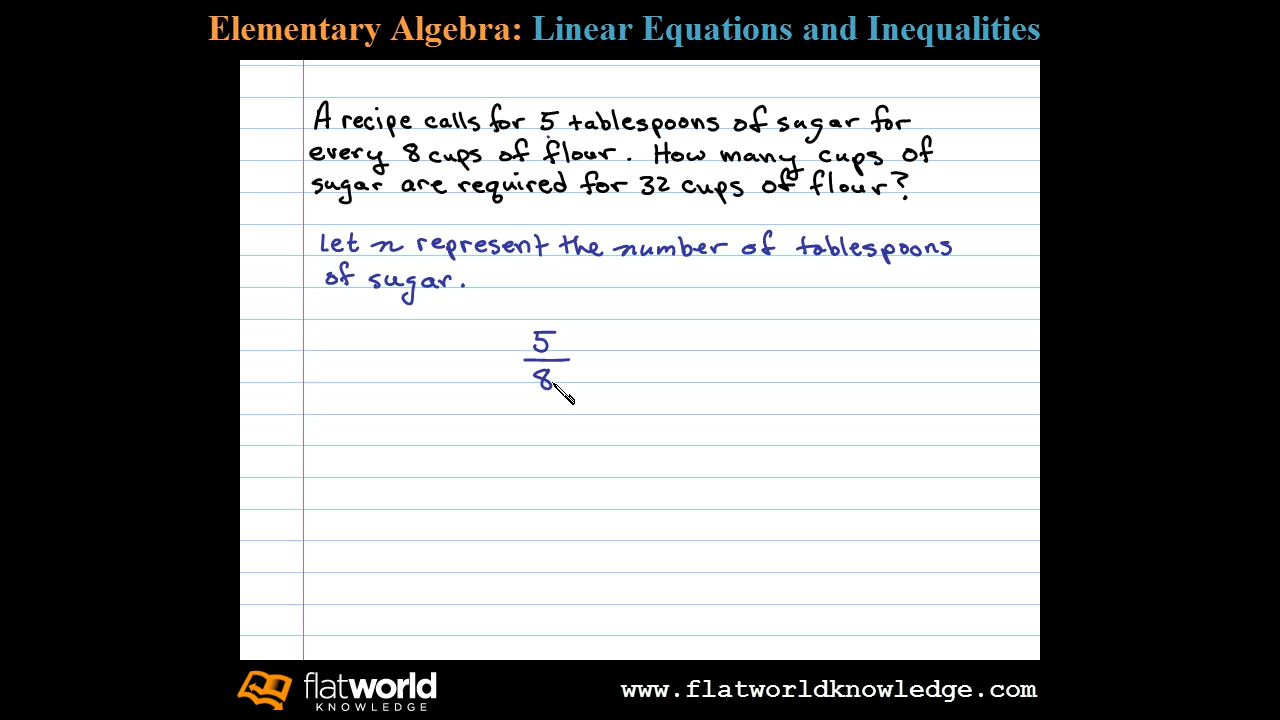 Elementary Algebra: Linear Equations and Inequalities
A recipe calls for 5 tablespoons of sugar for
every 8 cups of flour. How many cups of
sugar are required for 32 cups of flour?
Let n represent the number of tablespoons
of sugar.
5
8
flatworld
KNOWLEDGE
www.flatworldknowledge.com